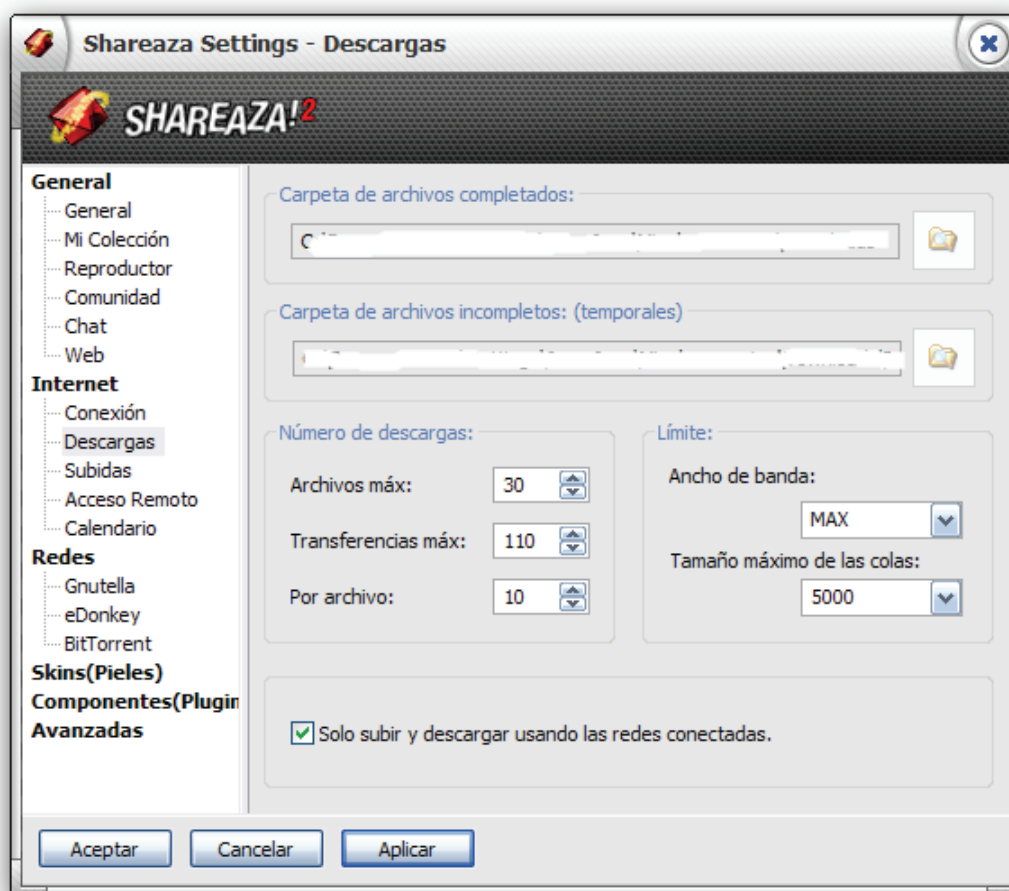 Shareaza Settings - Descargas
SHAREAZA!2
General
General
Mi Colección
Reproductor
Comunidad
Chat
Web
Internet
Conexión
Descargas
Subidas
Acceso Remoto
Calendario
Redes
Gnutella
eDonkey
BitTorrent
Skins(Pieles)
Componentes(Plugin
Avanzadas
Carpeta de archivos completados:
Carpeta de archivos incompletos: (temporales)
Número de descargas:
Archivos máx: 30
Transferencias máx: 110
Por archivo: 10
Límite:
Ancho de banda:
MAX
Tamaño máximo de las colas:
5000
Solo subir y descargar usando las redes conectadas.
Aceptar Cancelar Aplicar